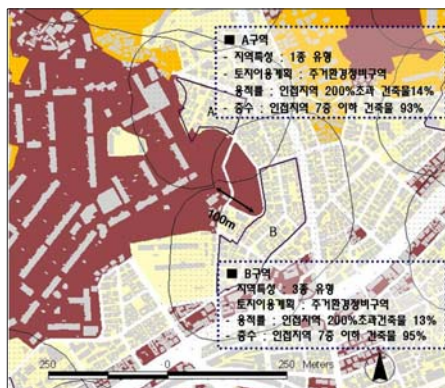 ■ A구역
- 지역특성 : 1종 유형
- 토지이용계획 : 주거환경정비구역
- 용적률 : 인접지역 200%초과 건축물14%
- 층수 : 인접지역 7층 이하 건축물 93%
A
100m
B
■ B구역
- 지역특성 : 3종 유형
- 토지이용계획 : 주거환경정비구역
- 용적률 : 인접지역 200%초과건축물 13%
- 층수 : 인접지역 7층 이하 건축물 95%
250 0 250 Meters